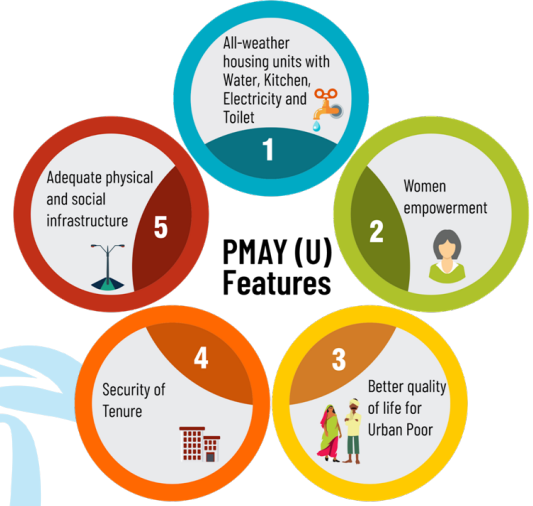 All-weather
housing units with
Water, Kitchen,
Electricity and
Toilet
1
Women
empowerment
2
3
Better quality
of life for
Urban Poor
4
Security of
Tenure
Adequate physical
and social
infrastructure
5
PMAY (U)
Features